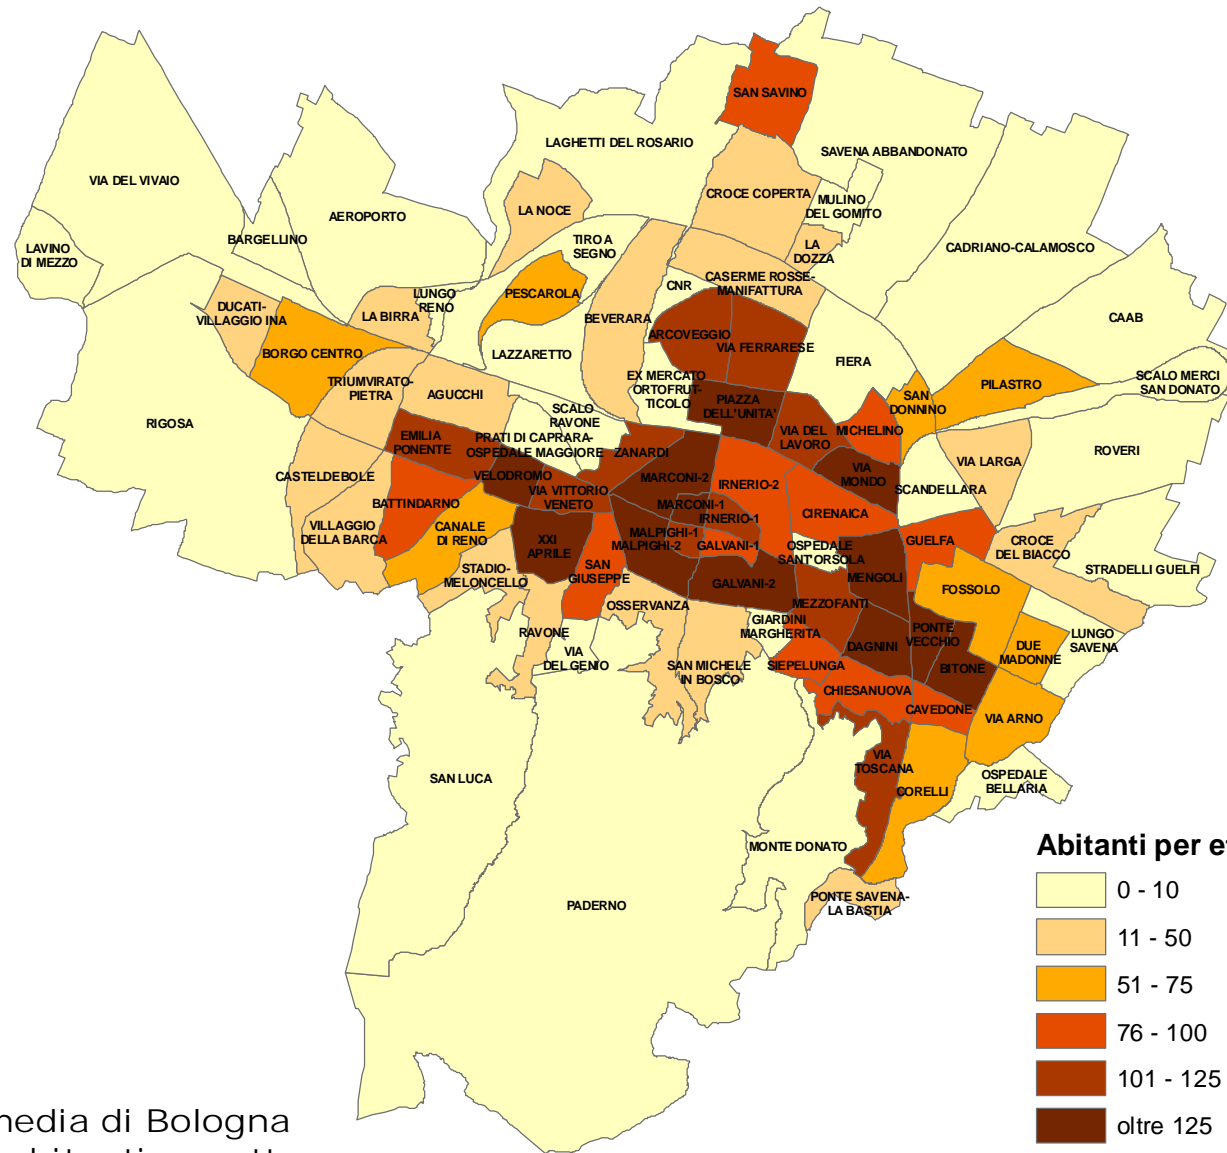 SAN SAVINO
LAGHETTI DEL ROSARIO
SAVENA ABBANDONATO
VIA DEL VIVAIO
CROCE COPERTA
MULINO
DEL GOMITO
LA NOCE
AEROPORTO
BARGELLINO
LAVINO
DI MEZZO
TIRO A
SEGNO
LA
DOZZA
CADRIANO-CALAMOSCO
CASERME ROSSE-
MANIFATTURA
CNR
LUNGO
RENO
PESCAROLA
DUCATI-
VILLAGGIO INA
LA BIRRA
BEVERARA
CAAB
ARCOVEGGIO
VIA FERRARESE
BORGO CENTRO
LAZZARETTO
FIERA
EX MERCATO
ORTOFRUT-
TICOLO
SCALO MERCI
SAN DONATO
TRIUMVIRATO-
PIETRA
AGUCCHI
PILASTRO
SAN
DONNINO
PIAZZA
DELL'UNITA'
SCALO
RAVONE
RIGOSA
EMILIA
PONENTE
PRATI DI CAPRARA-
OSPEDALE MAGGIORE
ZANARDI
VIA DEL
LAVORO
MICHELINO
ROVERI
VIA LARGA
CASTELDEBOLE
VELODROMO
MARCONI-2
IRNERIO-2
VIA
MONDO
SCANDELLARA
BATTINDARNO
VIA VITTORIO
VENETO
MARCONI-1
IRNERIO-1
CIRENAICA
VILLAGGIO
DELLA BARCA
CANALE
DI RENO
XXI
APRILE
MALPIGHI-1
MALPIGHI-2
GALVANI-1
OSPEDALE
SANT'ORSOLA
GUELFA
CROCE
DEL BIACCO
STADIO-
MELONCELLO
SAN
GIUSEPPE
GALVANI-2
MENGOLI
FOSSOLO
STRADELLI GUELFI
OSSERVANZA
MEZZOFANTI
GIARDINI
MARGHERITA
RAVONE
VIA
DEL GENIO
DAGNINI
PONTE
VECCHIO
DUE
MADONNE
LUNGO
SAVENA
SAN MICHELE
IN BOSCO
SIEPELUNGA
BITONE
CHIESANUOVA
CAVEDONE
VIA ARNO
SAN LUCA
VIA
TOSCANA
CORELLI
OSPEDALE
BELLARIA
MONTE DONATO
PADERNO
PONTE SAVENA-
LA BASTIA
Abitanti per et
0 - 10
11 - 50
51 - 75
76 - 100
101 - 125
oltre 125
media di Bologna